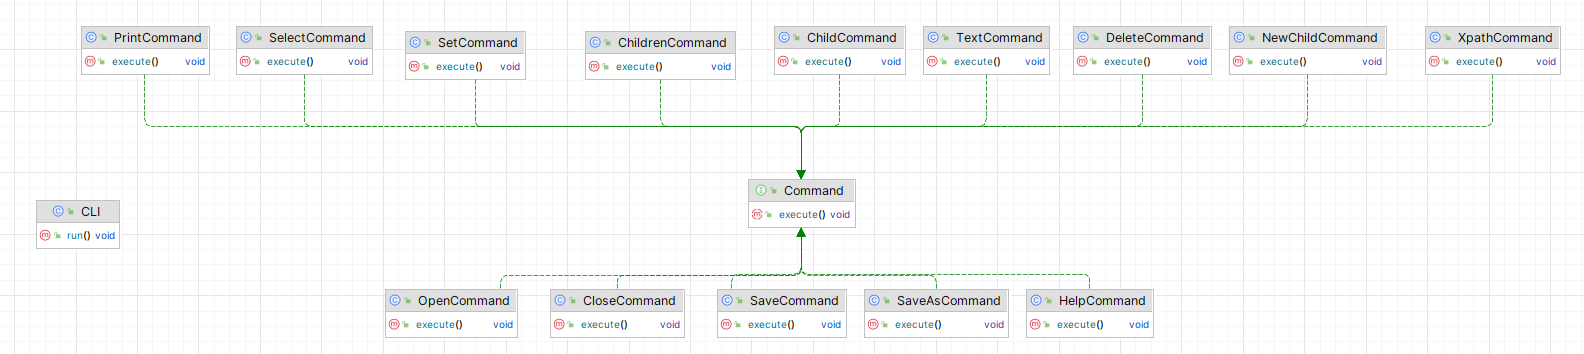 PrintCommand
execute() void
SelectCommand
execute() void
SetCommand
execute() void
ChildrenCommand
execute() void
ChildCommand
execute() void
TextCommand
execute() void
DeleteCommand
execute() void
NewChildCommand
execute() void
XpathCommand
execute() void
Command
execute() void
CLI
run() void
OpenCommand
execute() void
CloseCommand
execute() void
SaveCommand
execute() void
SaveAsCommand
execute() void
HelpCommand
execute() void